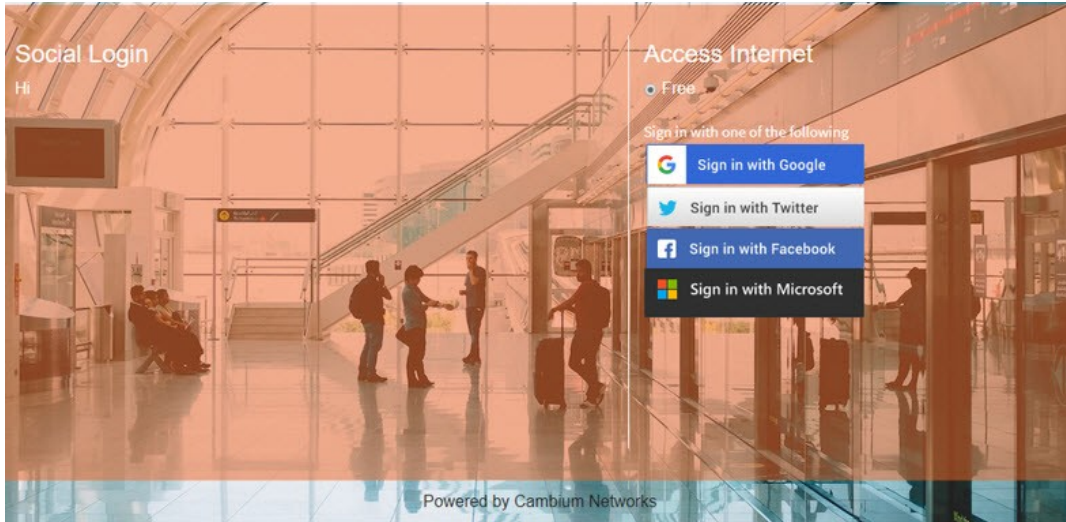 Social Login
Hi
Access Internet
Free
Sign in with one of the following
Sign in with Google
Sign in with Twitter
Sign in with Facebook
Sign in with Microsoft
Powered by Cambium Networks